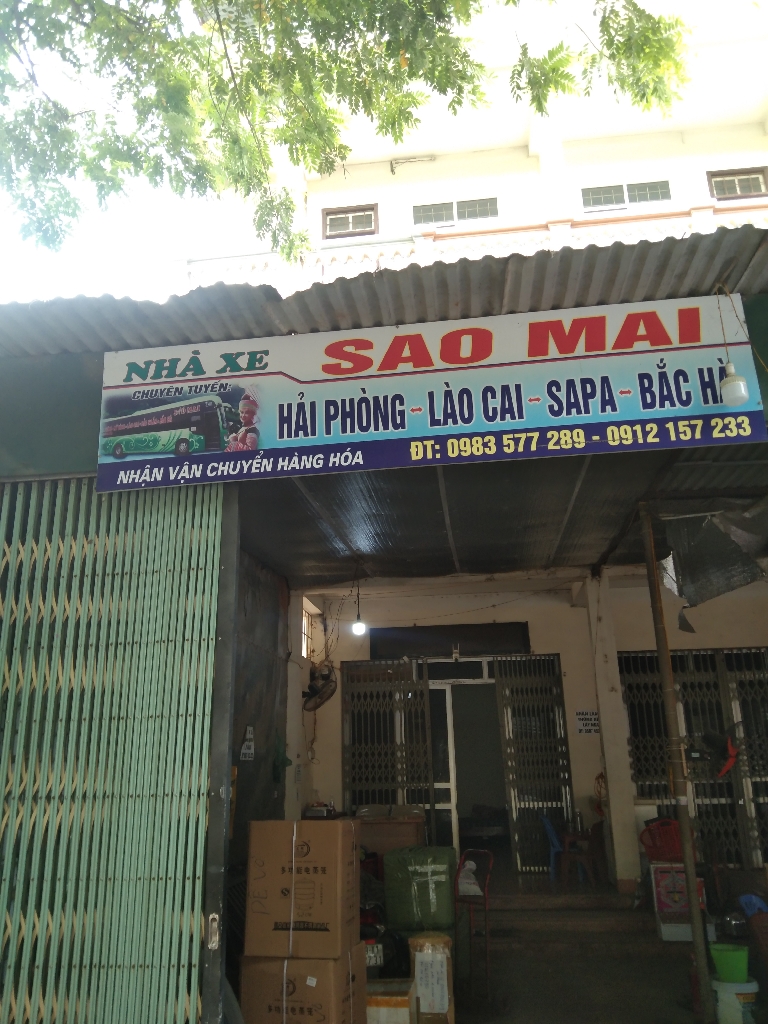 NHÀ XE SAO MAI
CHUYÊN TUYẾN:
HẢI PHÒNG - LÀO CAI - SAPA - BẮC HÀ
ĐT: 0983 577 289 - 0912 157 233
NHẬN VẬN CHUYỂN HÀNG HÓA